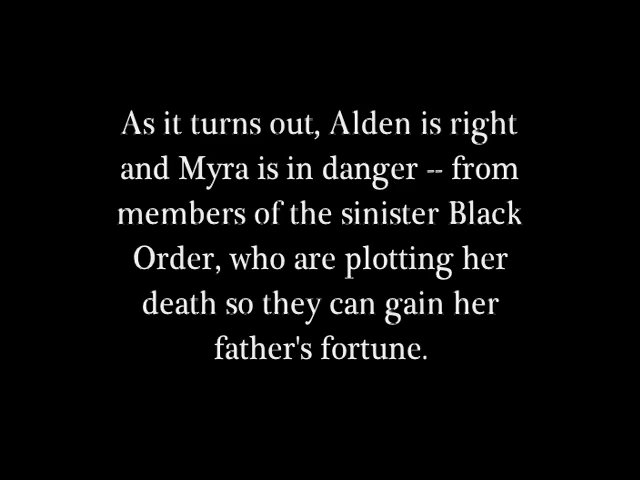 As it turns out, Alden is right
and Myra is in danger -- from
members of the sinister Black
Order, who are plotting her
death so they can gain her
father's fortune.